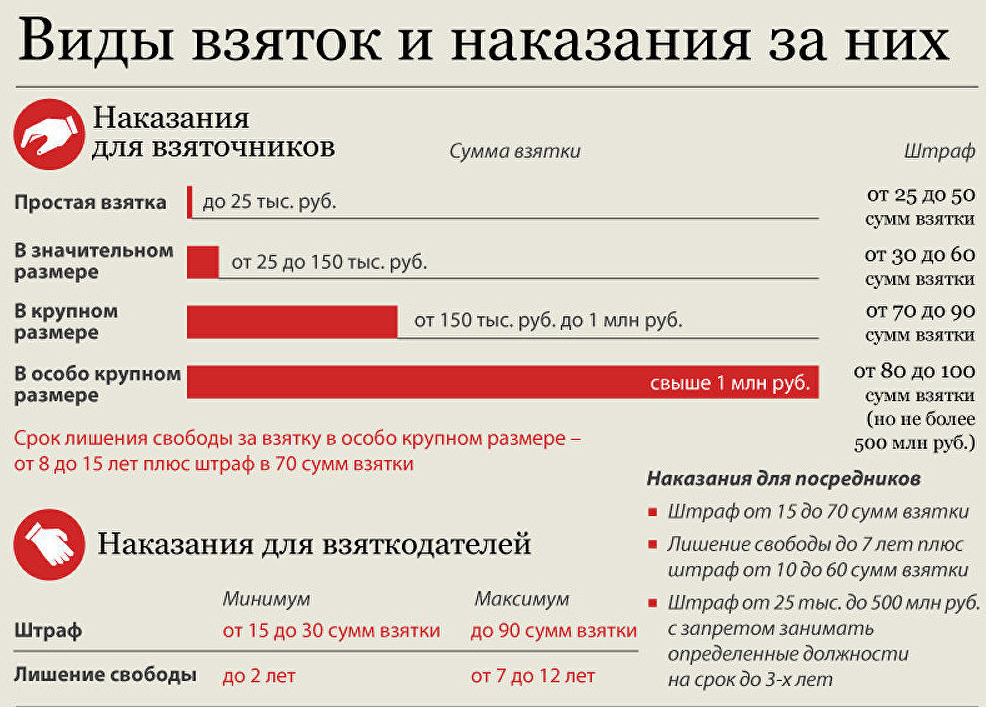 Виды взяток и наказания за них
Наказания
для взяточников
Сумма взятки
Штраф
Простая взятка
до 25 тыс. руб.
от 25 до 50
сумм взятки
В значительном
размере
от 25 до 150 тыс. руб.
от 30 до 60
сумм взятки
В крупном
размере
от 150 тыс. руб. до 1 млн руб.
от 70 до 90
сумм взятки
В особо крупном
размере
свыше 1 млн руб.
от 80 до 100
сумм взятки
(но не более
500 млн руб.)
Срок лишения свободы за взятку в особо крупном размере –
от 8 до 15 лет плюс штраф в 70 сумм взятки
Наказания для посредников
Штраф от 15 до 70 сумм взятки
Лишение свободы до 7 лет плюс
штраф от 10 до 60 сумм взятки
Штраф от 25 тыс. до 500 млн руб.
с запретом занимать
определенные должности
на срок до 3-х лет
Наказания для взяткодателей
Минимум
Максимум
Штраф
от 15 до 30 сумм взятки
до 90 сумм взятки
Лишение свободы
до 2 лет
от 7 до 12 лет